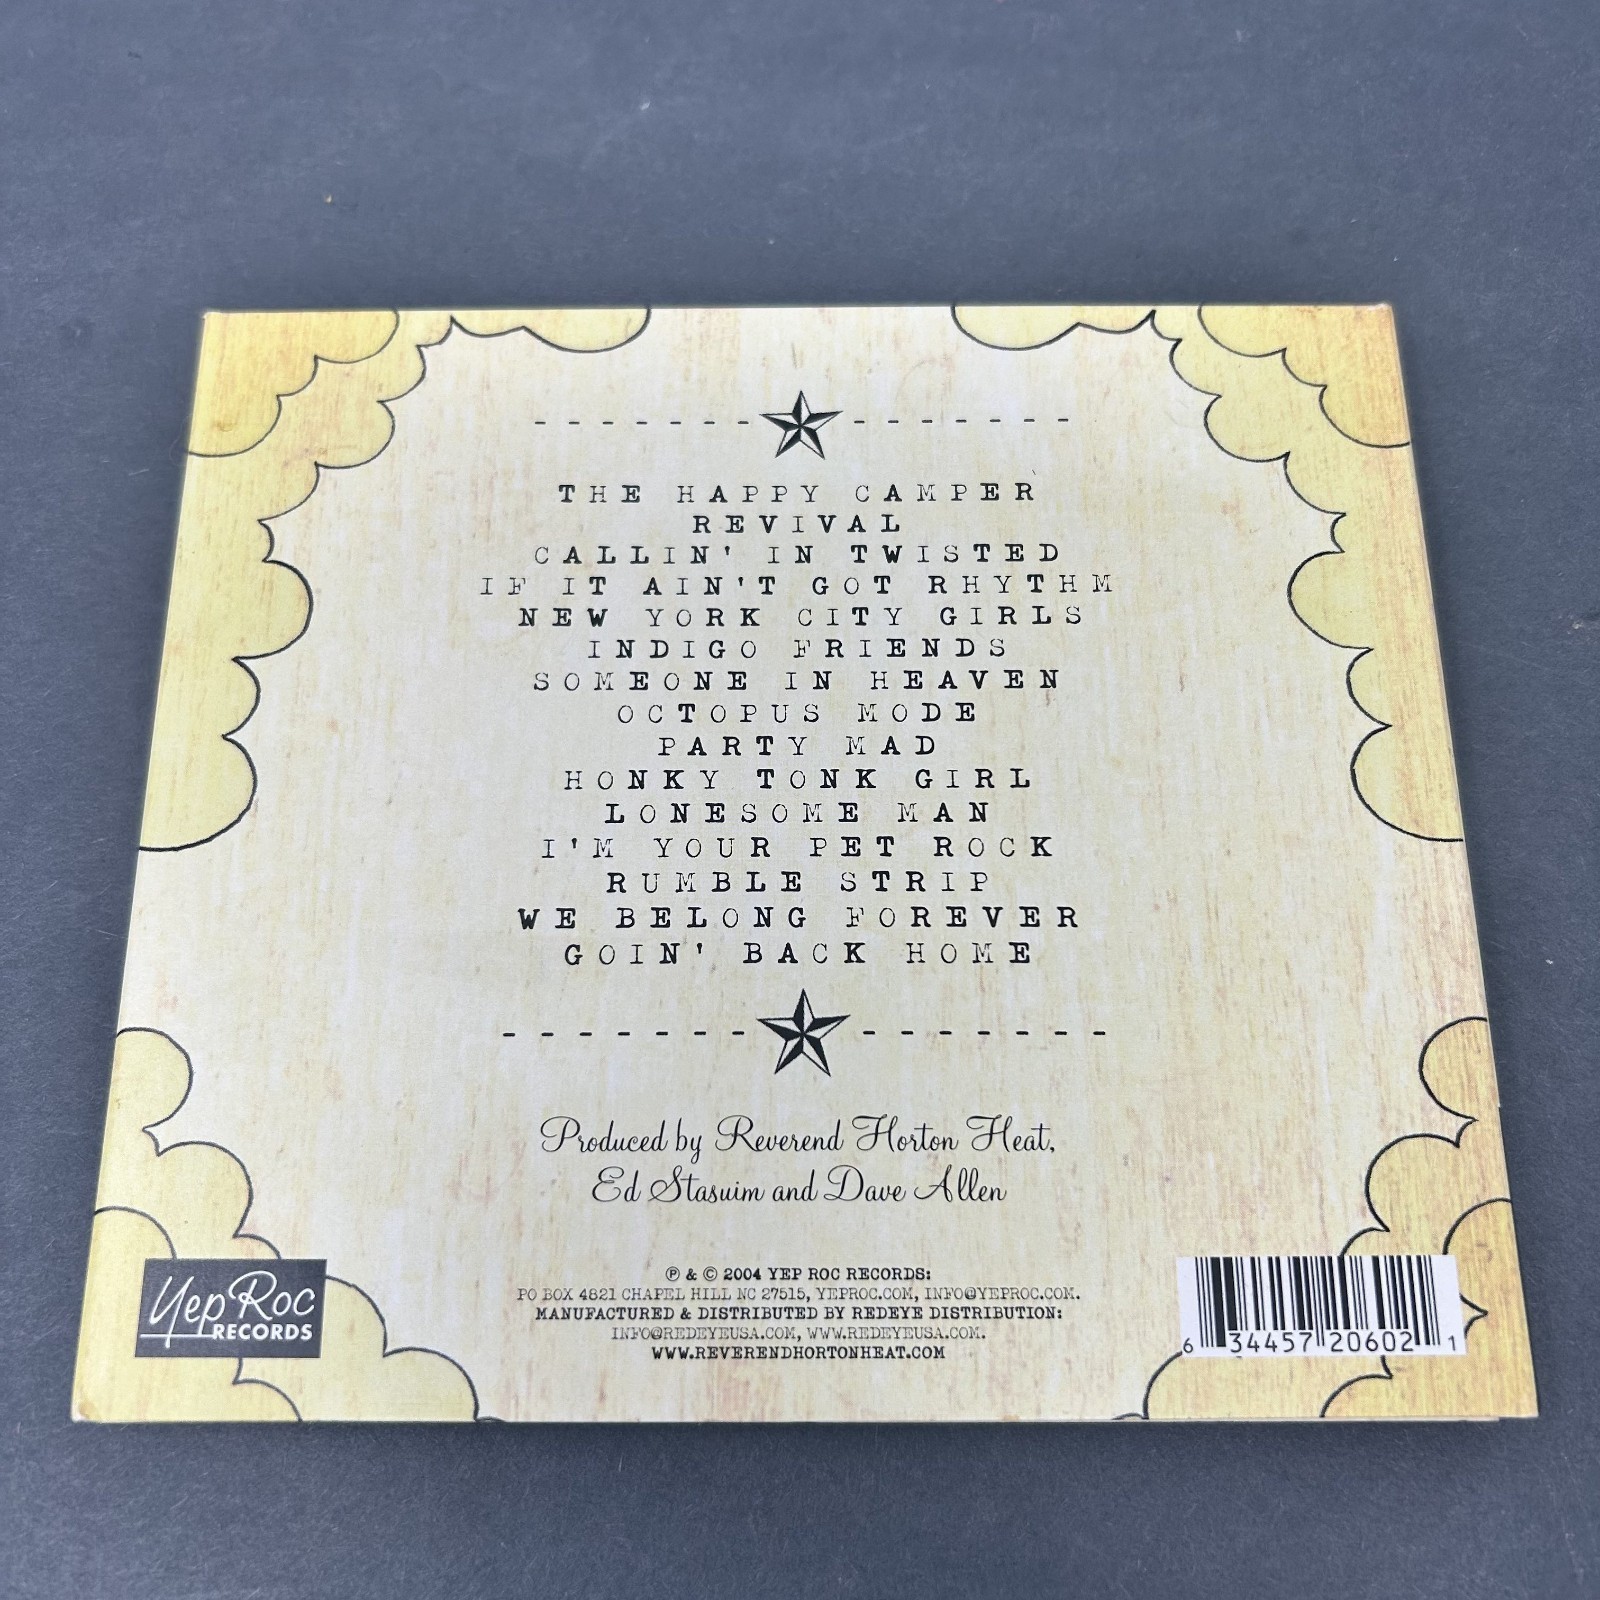 THE HAPPY CAMPER
REVIVAL
CALLIN' IN TWISTED
IF IT AIN'T GOT RHYTHM
NEW YORK CITY GIRLS
INDIGO FRIENDS
SOMEONE IN HEAVEN
OCTOPUS MODE
PARTY MAD
HONKY TONK GIRL
LONESOME MAN
I'M YOUR PET ROCK
RUMBLE STRIP
WE BELONG FOREVER
GOIN' BACK HOME
Produced by Reverend Horton Heat,
Ed Stasuim and Dave Allen
℗ & © 2004 YEP ROC RECORDS:
PO BOX 4821 CHAPEL HILL NC 27515, YEPROC.COM, INFO@YEPROC.COM.
MANUFACTURED & DISTRIBUTED BY REDEYE DISTRIBUTION:
INFO@REDEYEUSA.COM, WWW.REDEYEUSA.COM.
WWW.REVERENDHORTONHEAT.COM
Yep Roc
RECORDS
6 34457 20602 1